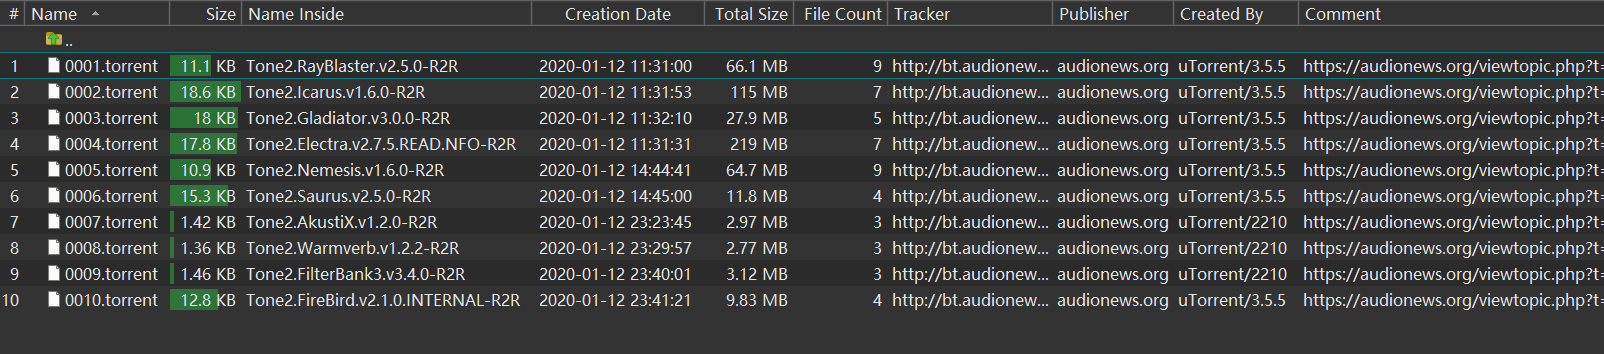 # Name Size Name Inside Creation Date Total Size File Count Tracker Publisher Created By Comment
..
1 0001.torrent 11.1 KB Tone2.RayBlaster.v2.5.0-R2R 2020-01-12 11:31:00 66.1 MB 9 http://bt.audionew... audionews.org uTorrent/3.5.5 https://audionews.org/viewtopic.php?t=
2 0002.torrent 18.6 KB Tone2.Icarus.v1.6.0-R2R 2020-01-12 11:31:53 115 MB 7 http://bt.audionew... audionews.org uTorrent/3.5.5 https://audionews.org/viewtopic.php?t=
3 0003.torrent 18 KB Tone2.Gladiator.v3.0.0-R2R 2020-01-12 11:32:10 27.9 MB 5 http://bt.audionew... audionews.org uTorrent/3.5.5 https://audionews.org/viewtopic.php?t=
4 0004.torrent 17.8 KB Tone2.Electra.v2.7.5.READ.NFO-R2R 2020-01-12 11:31:31 219 MB 7 http://bt.audionew... audionews.org uTorrent/3.5.5 https://audionews.org/viewtopic.php?t=
5 0005.torrent 10.9 KB Tone2.Nemesis.v1.6.0-R2R 2020-01-12 14:44:41 64.7 MB 9 http://bt.audionew... audionews.org uTorrent/3.5.5 https://audionews.org/viewtopic.php?t=
6 0006.torrent 15.3 KB Tone2.Saurus.v2.5.0-R2R 2020-01-12 14:45:00 11.8 MB 4 http://bt.audionew... audionews.org uTorrent/3.5.5 https://audionews.org/viewtopic.php?t=
7 0007.torrent 1.42 KB Tone2.AkustiX.v1.2.0-R2R 2020-01-12 23:23:45 2.97 MB 3 http://bt.audionew... audionews.org uTorrent/2210 https://audionews.org/viewtopic.php?t=
8 0008.torrent 1.36 KB Tone2.Warmverb.v1.2.2-R2R 2020-01-12 23:29:57 2.77 MB 3 http://bt.audionew... audionews.org uTorrent/2210 https://audionews.org/viewtopic.php?t=
9 0009.torrent 1.46 KB Tone2.FilterBank3.v3.4.0-R2R 2020-01-12 23:40:01 3.12 MB 3 http://bt.audionew... audionews.org uTorrent/2210 https://audionews.org/viewtopic.php?t=
10 0010.torrent 12.8 KB Tone2.FireBird.v2.1.0.INTERNAL-R2R 2020-01-12 23:41:21 9.83 MB 4 http://bt.audionew... audionews.org uTorrent/3.5.5 https://audionews.org/viewtopic.php?t=